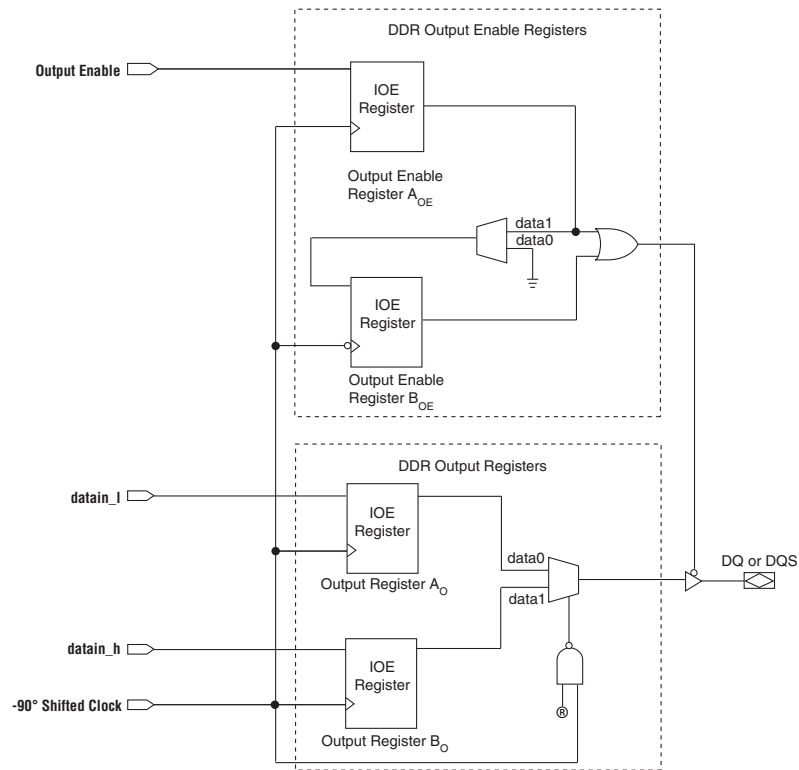 DDR Output Enable Registers
Output Enable
IOE
Register
Output Enable
Register A_OE
data1
data0
IOE
Register
Output Enable
Register B_OE
DDR Output Registers
datain_l
IOE
Register
data0
DQ or DQS
Output Register A_O
data1
datain_h
IOE
Register
-90° Shifted Clock
R
Output Register B_O